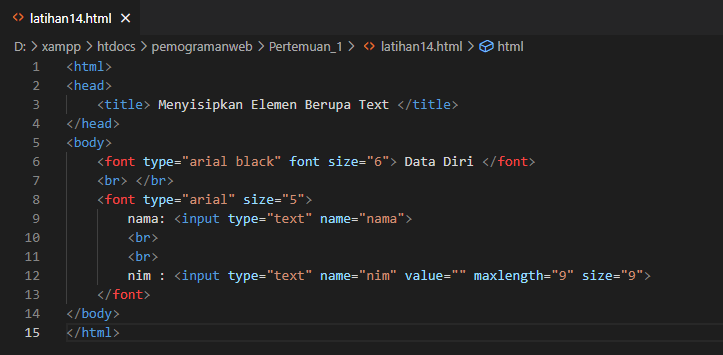 latihan14.html ×
D: > xampp > htdocs > pemogramanweb > Pertemuan_1 > latihan14.html > html
1 <html>
2 <head>
3 <title> Menyisipkan Elemen Berupa Text </title>
4 </head>
5 <body>
6 <font type="arial black" font size="6"> Data Diri </font>
7 <br> </br>
8 <font type="arial" size="5">
9 nama: <input type="text" name="nama">
10 <br>
11 <br>
12 nim : <input type="text" name="nim" value="" maxlength="9" size="9">
13 </font>
14 </body>
15 </html>